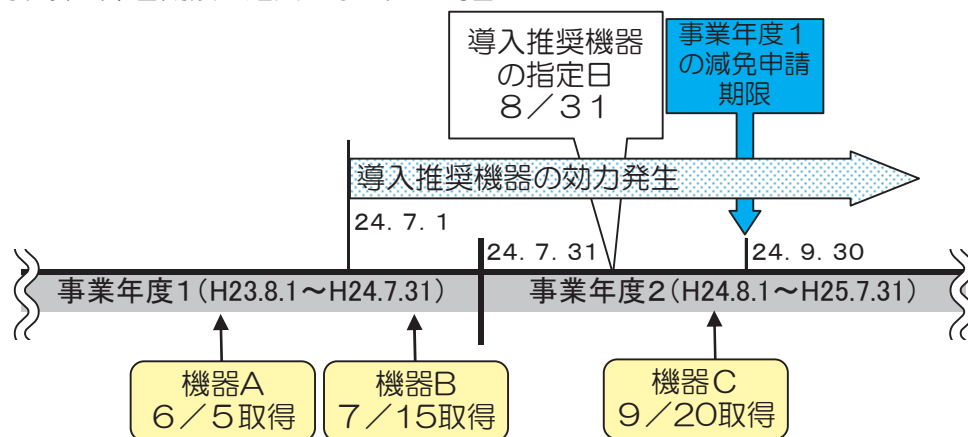 導入推奨機器
の指定日
8／31
事業年度1
の減免申請
期限
導入推奨機器の効力発生
24. 7. 1
24. 7. 31
24. 9. 30
事業年度1(H23.8.1～H24.7.31)
事業年度2(H24.8.1～H25.7.31)
機器A
6／5取得
機器B
7／15取得
機器C
9／20取得